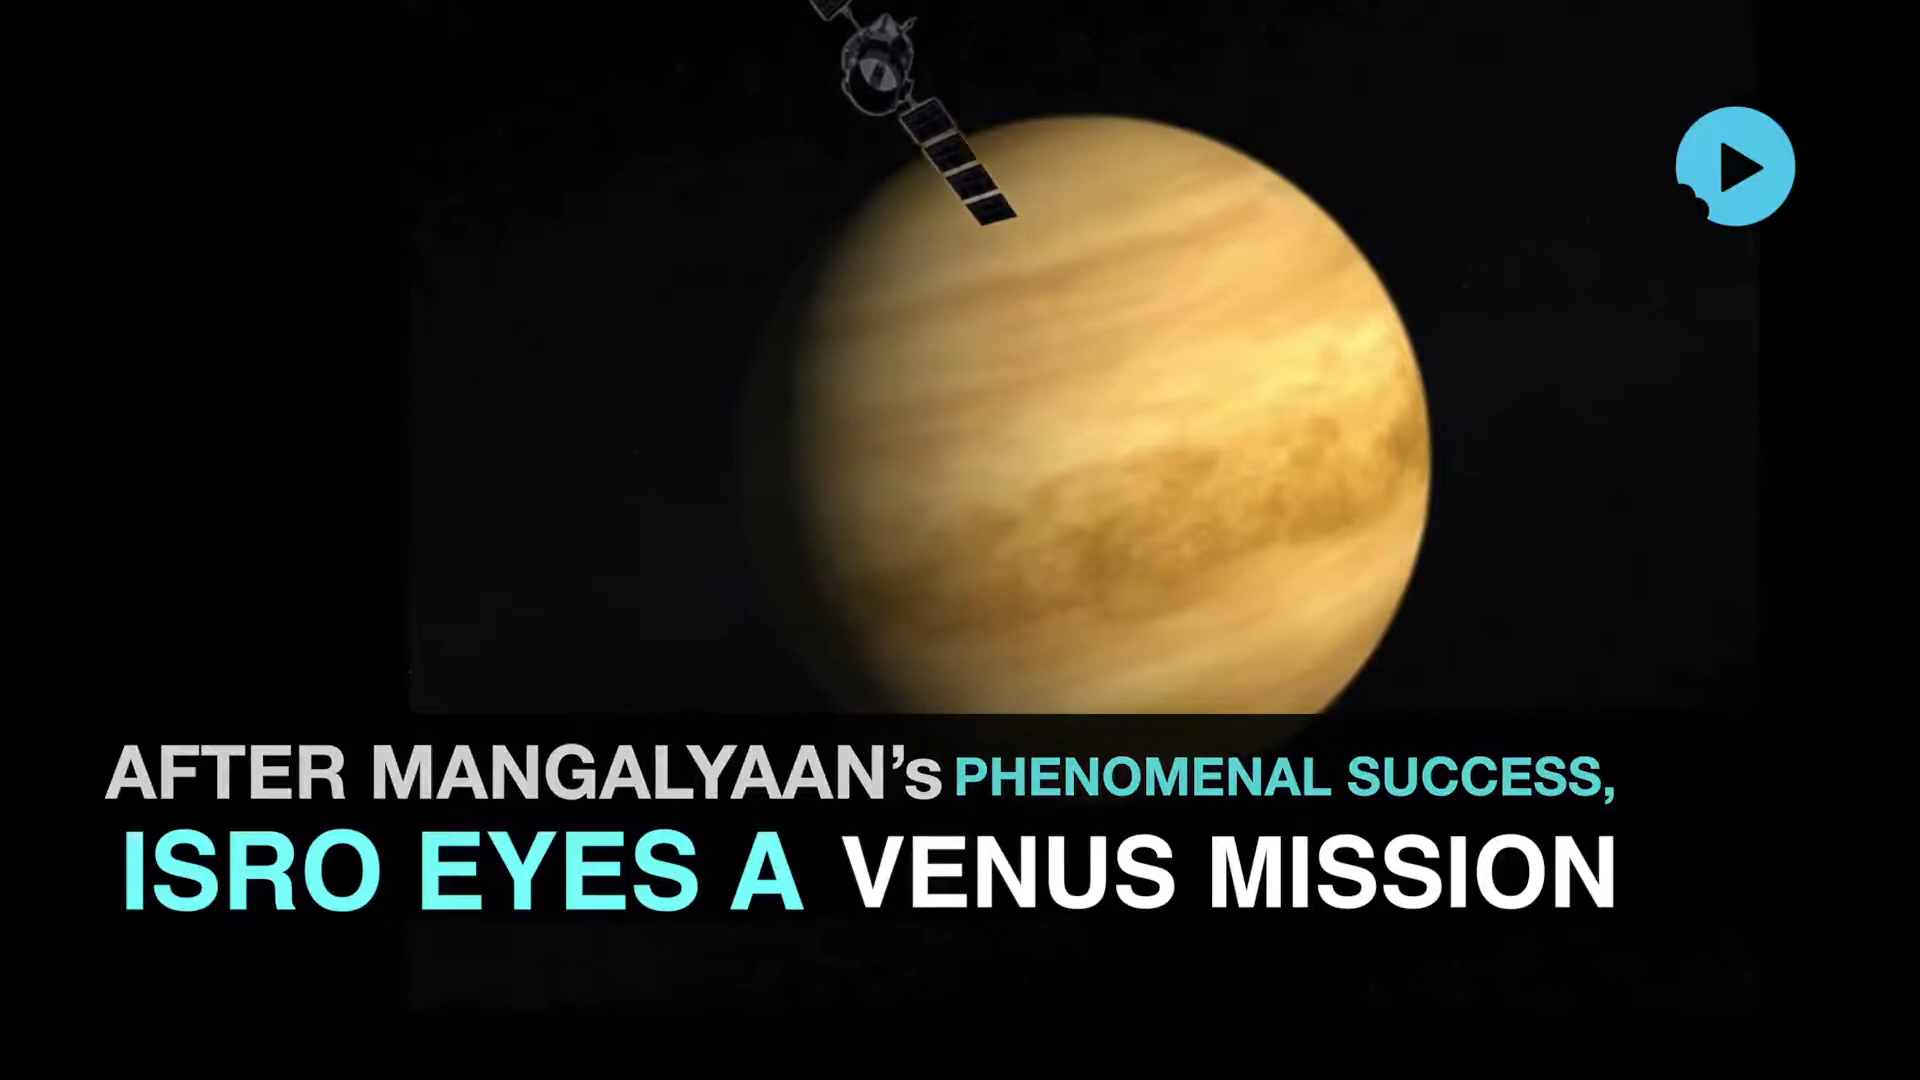 AFTER MANGALYAAN's PHENOMENAL SUCCESS,
ISRO EYES A VENUS MISSION